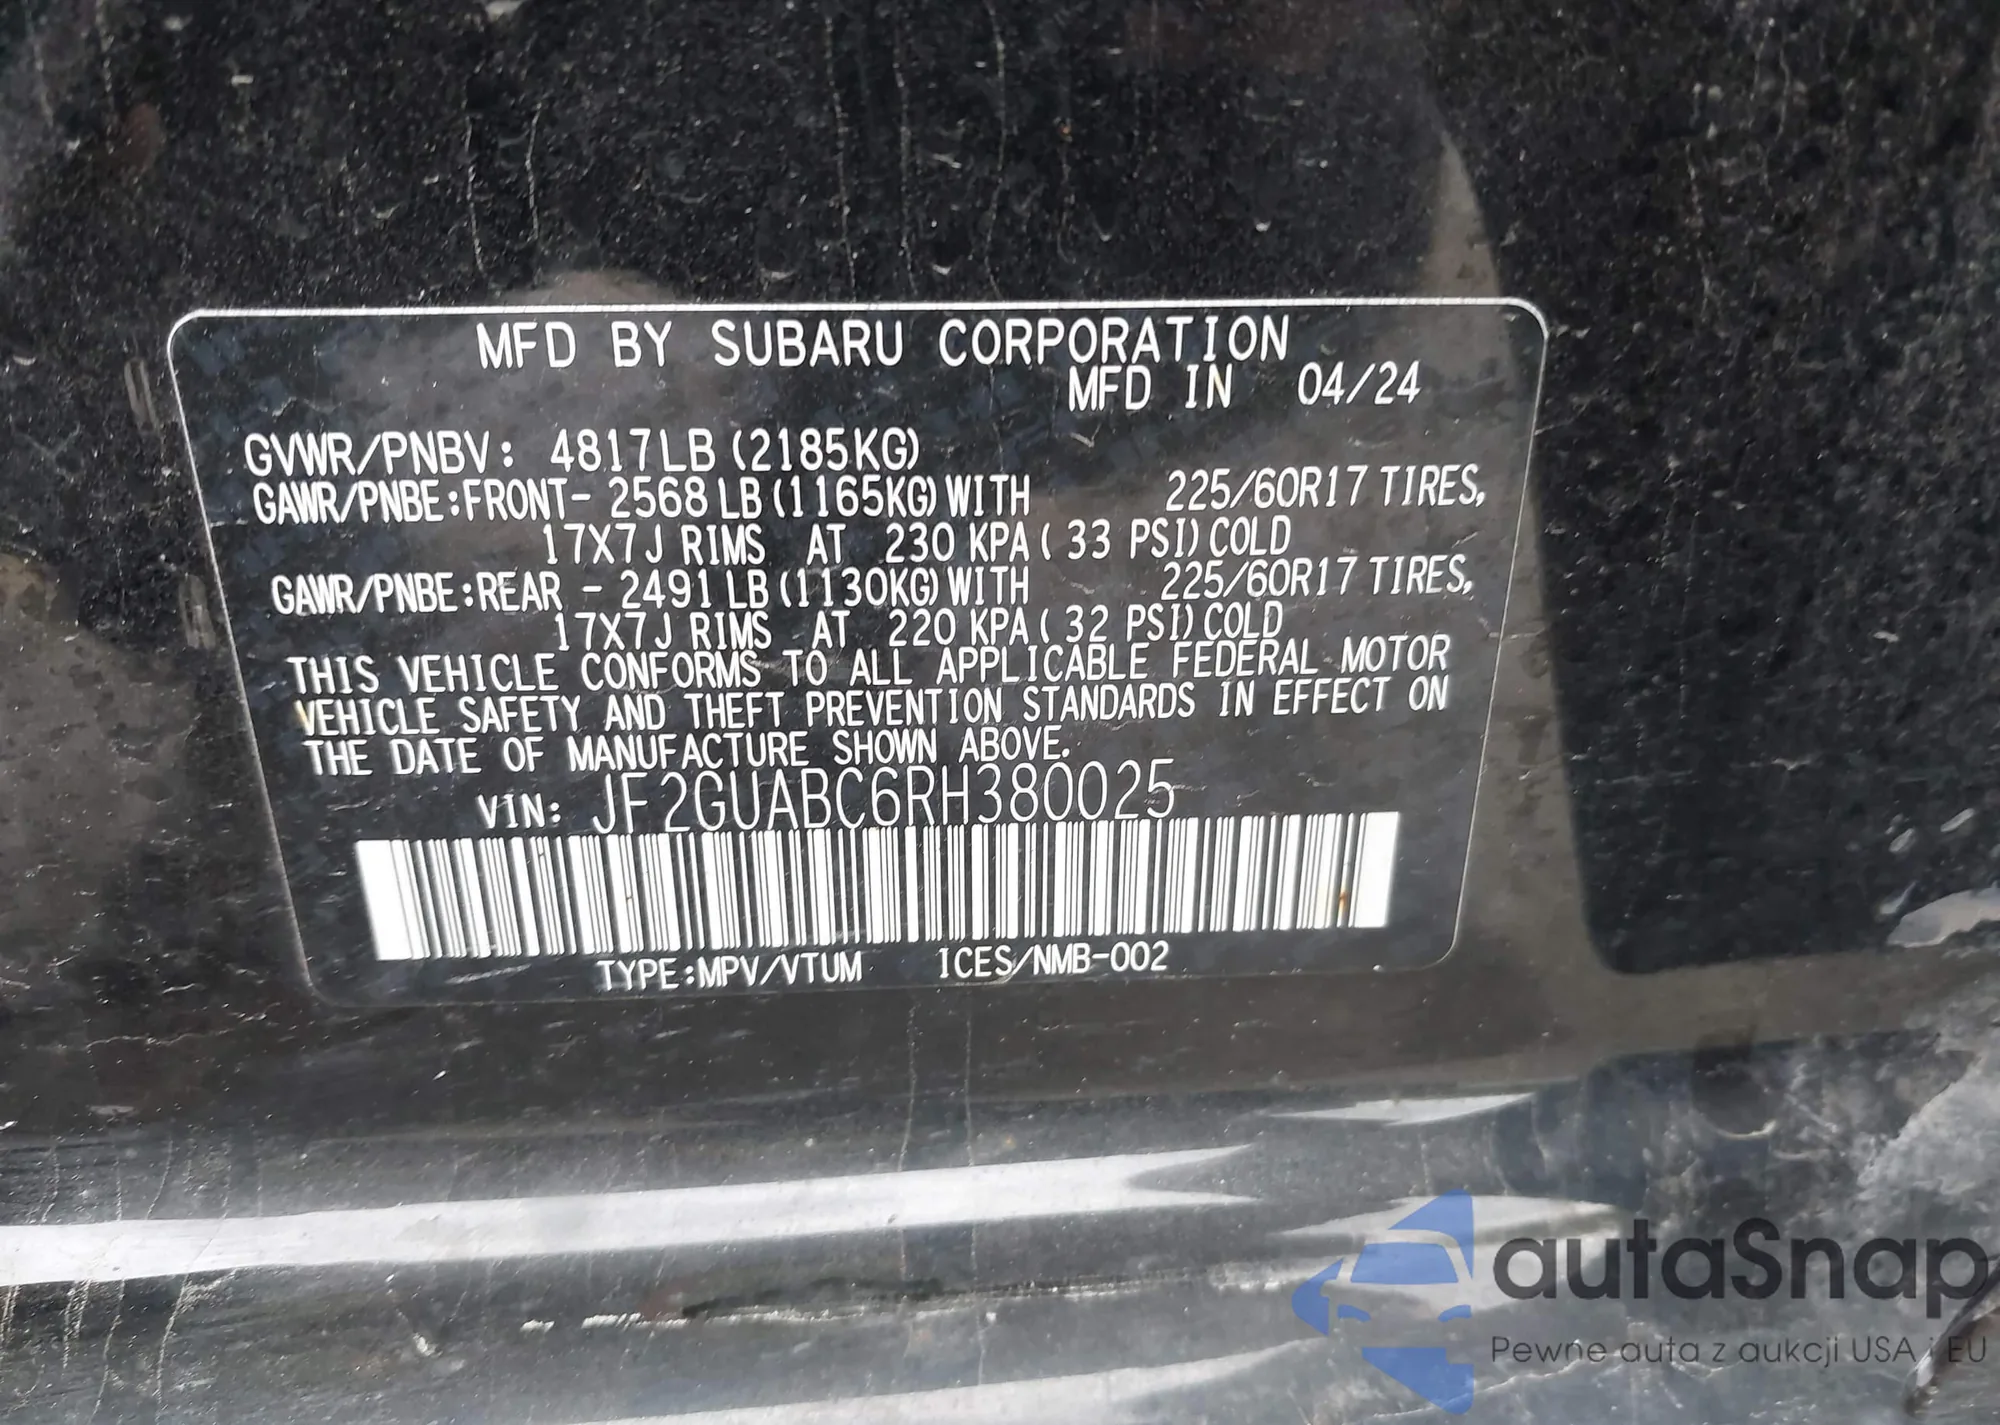 MFD BY SUBARU CORPORATION
MFD IN 04/24
GVWR/PNBV: 4817LB (2185KG)
GAWR/PNBE:FRONT- 2568 LB (1165KG) WITH 225/60R17 TIRES,
17X7J RIMS AT 230 KPA ( 33 PSI) COLD
GAWR/PNBE:REAR - 2491 LB (1130KG) WITH 225/60R17 TIRES,
17X7J RIMS AT 220 KPA ( 32 PSI) COLD
THIS VEHICLE CONFORMS TO ALL APPLICABLE FEDERAL MOTOR
VEHICLE SAFETY AND THEFT PREVENTION STANDARDS IN EFFECT ON
THE DATE OF MANUFACTURE SHOWN ABOVE.
VIN: JF2GUABC6RH380025
TYPE:MPV/VTUM ICES/NMB-002
autaSnap
Pewne auta z aukcji USA i EU